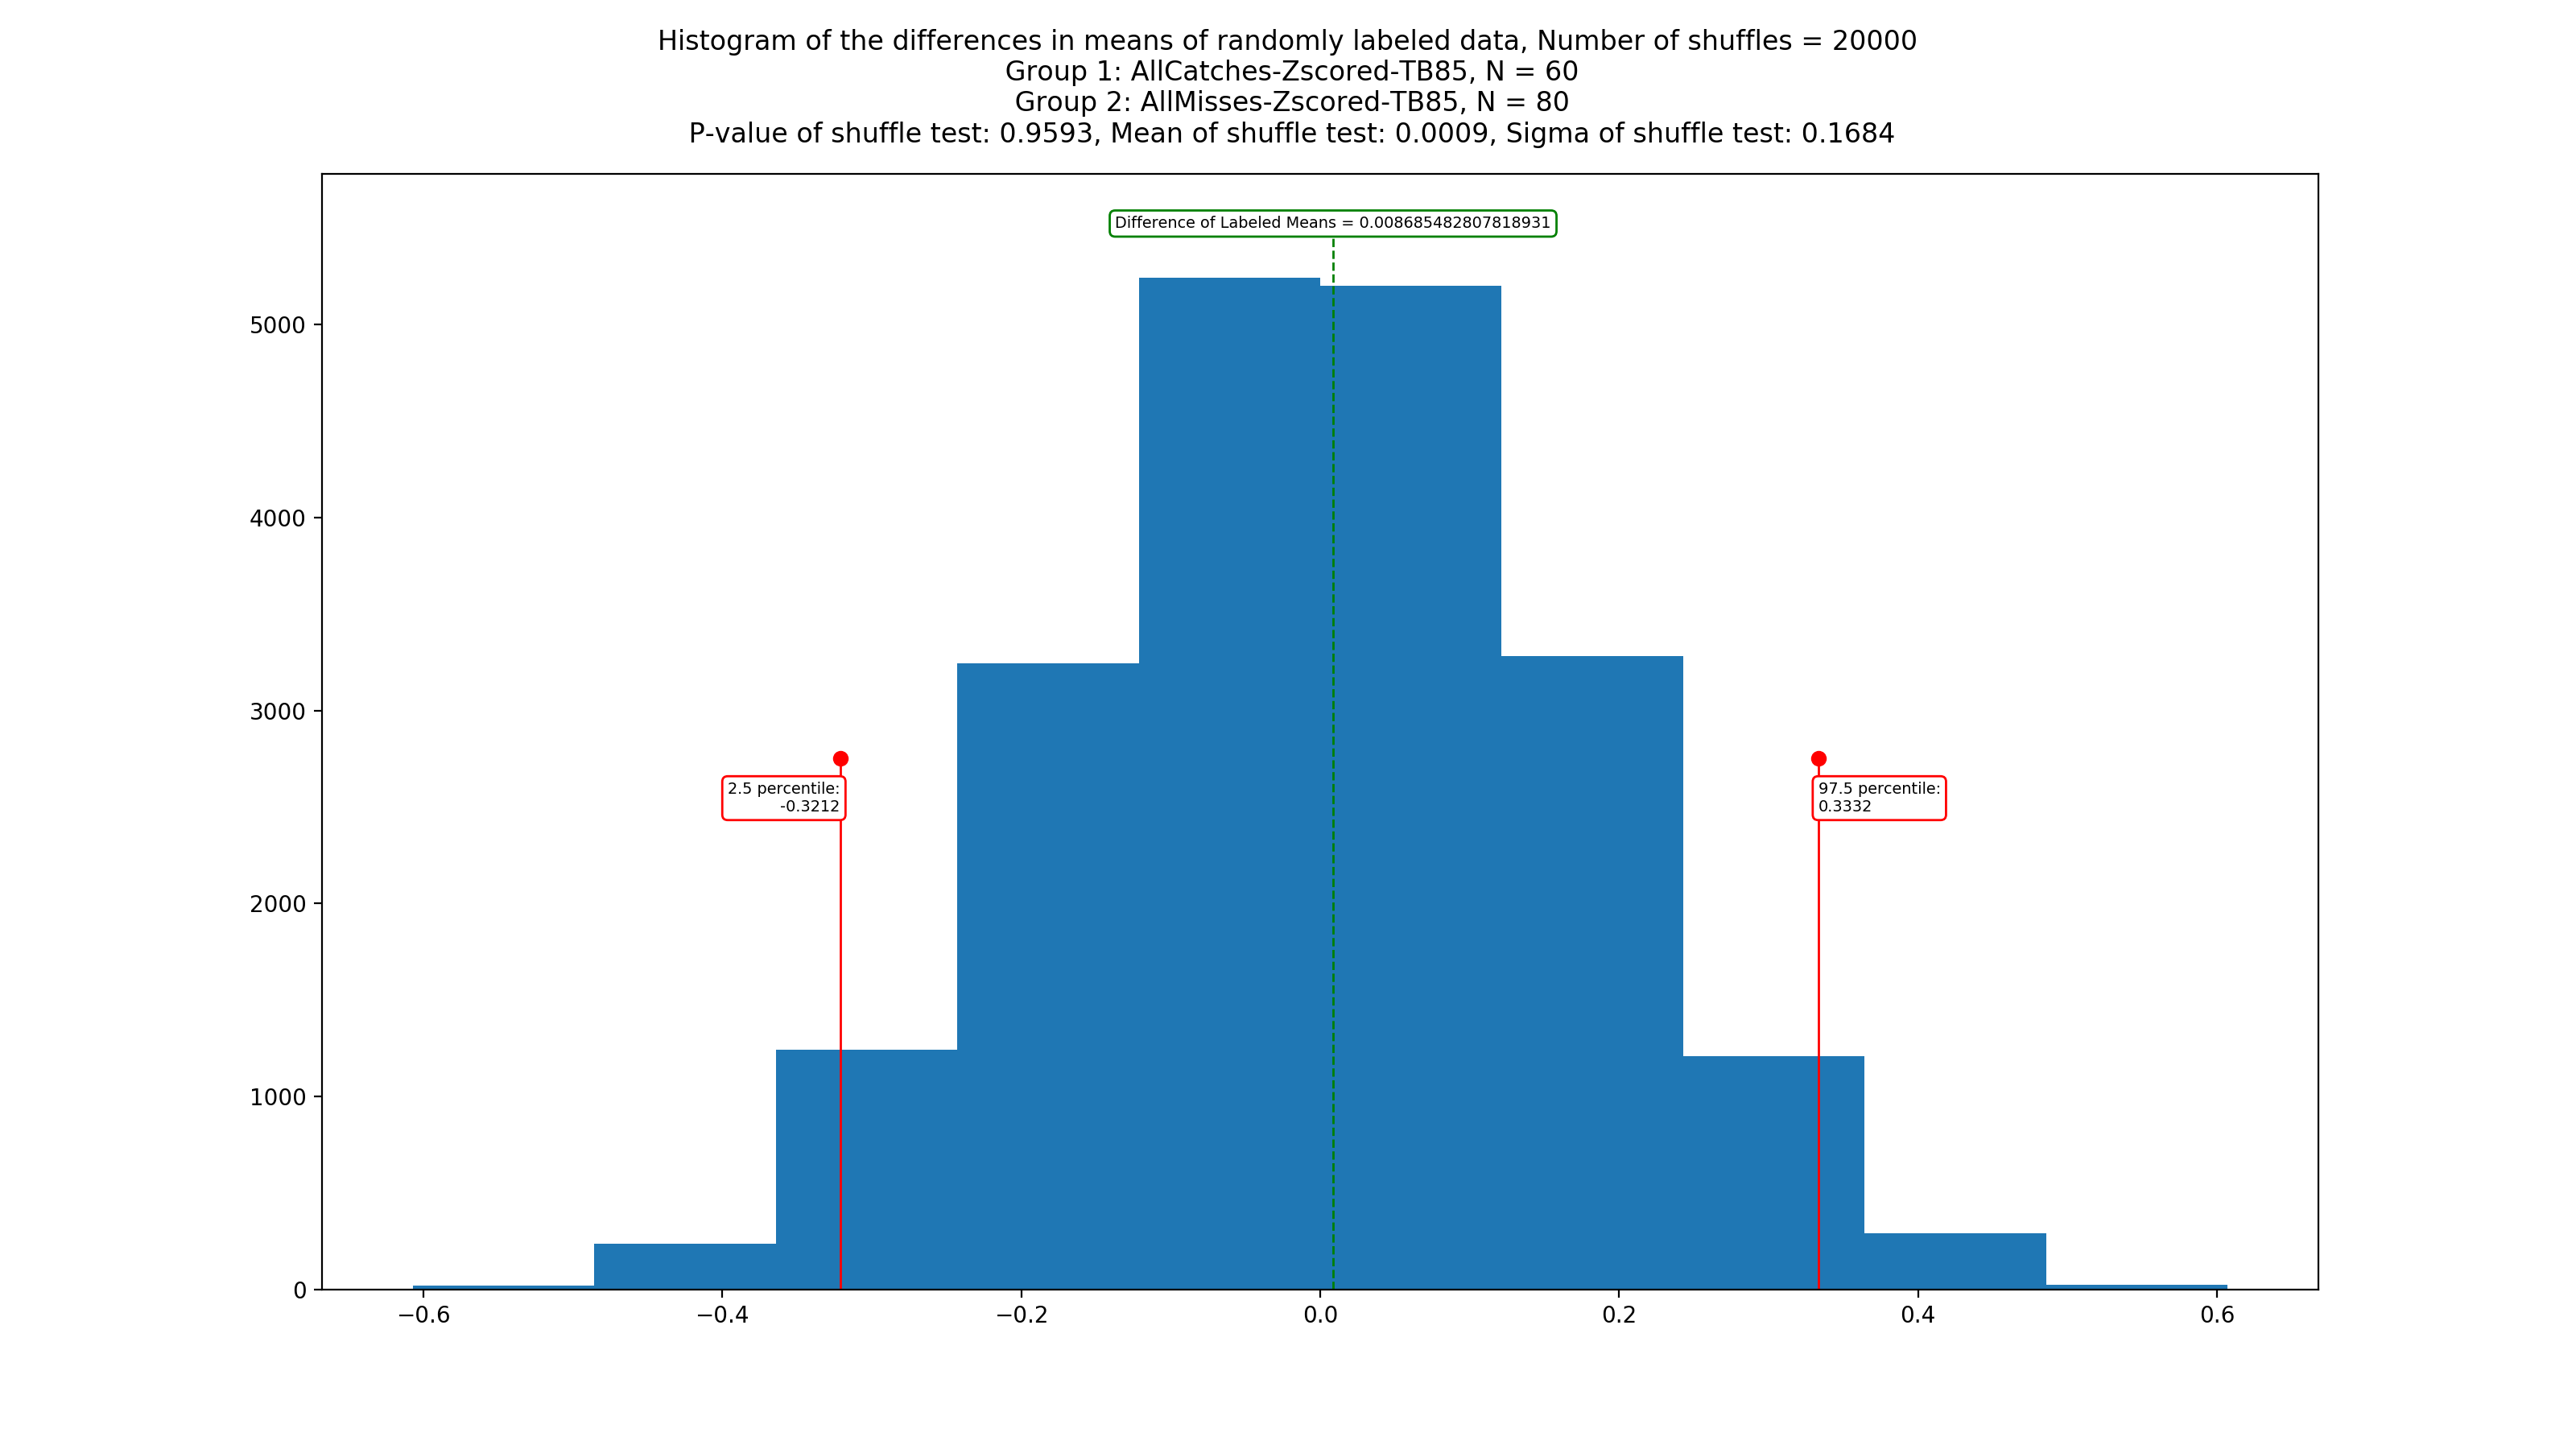 Histogram of the differences in means of randomly labeled data, Number of shuffles = 20000
Group 1: AllCatches-Zscored-TB85, N = 60
Group 2: AllMisses-Zscored-TB85, N = 80
P-value of shuffle test: 0.9593, Mean of shuffle test: 0.0009, Sigma of shuffle test: 0.1684
Difference of Labeled Means = 0.008685482807818931
5000
4000
3000
2.5 percentile:
-0.3212
97.5 percentile:
0.3332
2000
1000
0
−0.6
−0.4
−0.2
0.0
0.2
0.4
0.6